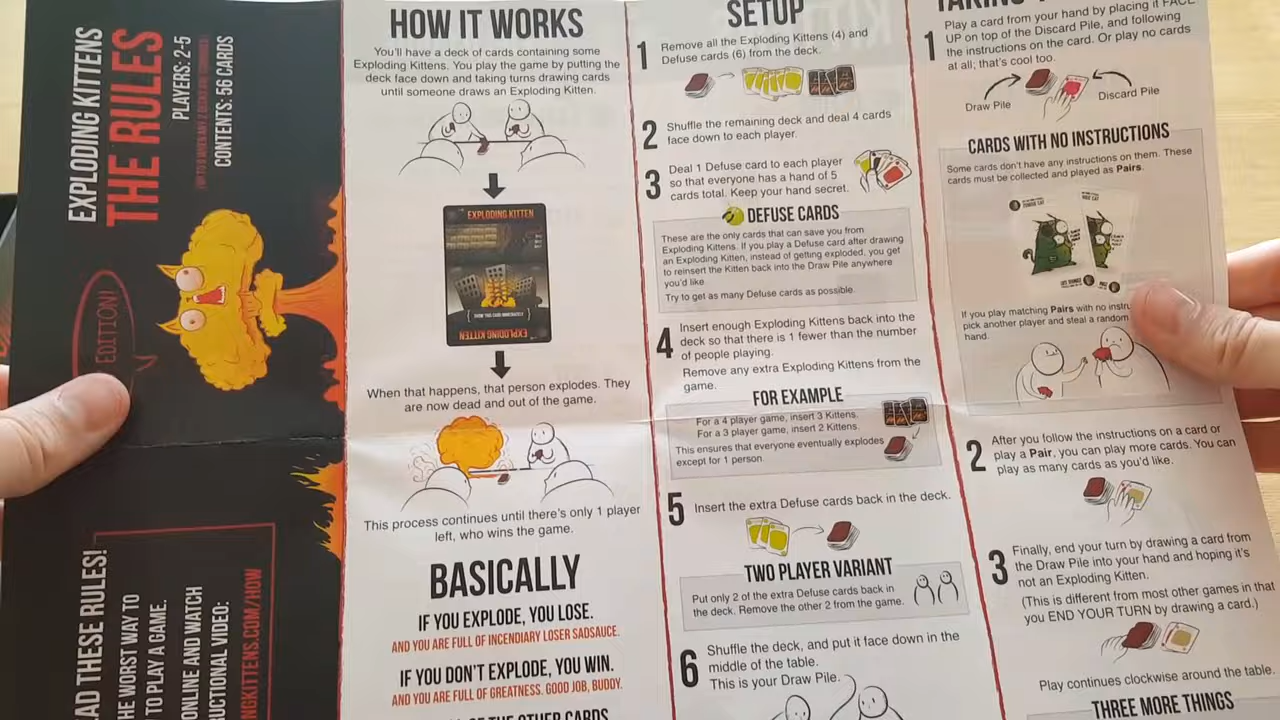 EXPLODING KITTENS
THE RULES
PLAYERS: 2-5
CONTENTS: 56 CARDS
EDITION!
AD THESE RULES!
HE WORST WAY TO
TO PLAY A GAME.
ONLINE AND WATCH
UCTIONAL VIDEO:
NGKITTENS.COM/HOW
HOW IT WORKS
You'll have a deck of cards containing some
Exploding Kittens. You play the game by putting the
deck face down and taking turns drawing cards
until someone draws an Exploding Kitten.
EXPLODING KITTEN
SHOW THIS CARD IMMEDIATELY
EXPLODING KITTEN
When that happens, that person explodes. They
are now dead and out of the game.
This process continues until there's only 1 player
left, who wins the game.
BASICALLY
IF YOU EXPLODE, YOU LOSE.
AND YOU ARE FULL OF INCENDIARY LOSER SADSAUCE.
IF YOU DON'T EXPLODE, YOU WIN.
AND YOU ARE FULL OF GREATNESS. GOOD JOB, BUDDY.
OF THE OTHER CARDS
SETUP
1 Remove all the Exploding Kittens (4) and
Defuse cards (6) from the deck.
2 Shuffle the remaining deck and deal 4 cards
face down to each player.
3 Deal 1 Defuse card to each player
so that everyone has a hand of 5
cards total. Keep your hand secret.
DEFUSE CARDS
These are the only cards that can save you from
Exploding Kittens. If you play a Defuse card after drawing
an Exploding Kitten, instead of getting exploded, you get
to reinsert the Kitten back into the Draw Pile anywhere
you'd like.
Try to get as many Defuse cards as possible.
4 Insert enough Exploding Kittens back into the
deck so that there is 1 fewer than the number
of people playing.
Remove any extra Exploding Kittens from the
game.
FOR EXAMPLE
For a 4 player game, insert 3 Kittens.
For a 3 player game, insert 2 Kittens.
This ensures that everyone eventually explodes
except for 1 person.
5 Insert the extra Defuse cards back in the deck.
TWO PLAYER VARIANT
Put only 2 of the extra Defuse cards back in
the deck. Remove the other 2 from the game.
6 Shuffle the deck, and put it face down in the
middle of the table.
This is your Draw Pile.
TAKING
1 Play a card from your hand by placing it FACE
UP on top of the Discard Pile, and following
the instructions on the card. Or play no cards
at all; that's cool too.
Draw Pile
Discard Pile
CARDS WITH NO INSTRUCTIONS
Some cards don't have any instructions on them. These
cards must be collected and played as Pairs.
If you play matching Pairs with no instru
pick another player and steal a random
hand.
2 After you follow the instructions on a card or
play a Pair, you can play more cards. You can
play as many cards as you'd like.
3 Finally, end your turn by drawing a card from
the Draw Pile into your hand and hoping it's
not an Exploding Kitten.
(This is different from most other games in that
you END YOUR TURN by drawing a card.)
Play continues clockwise around the table.
THREE MORE THINGS